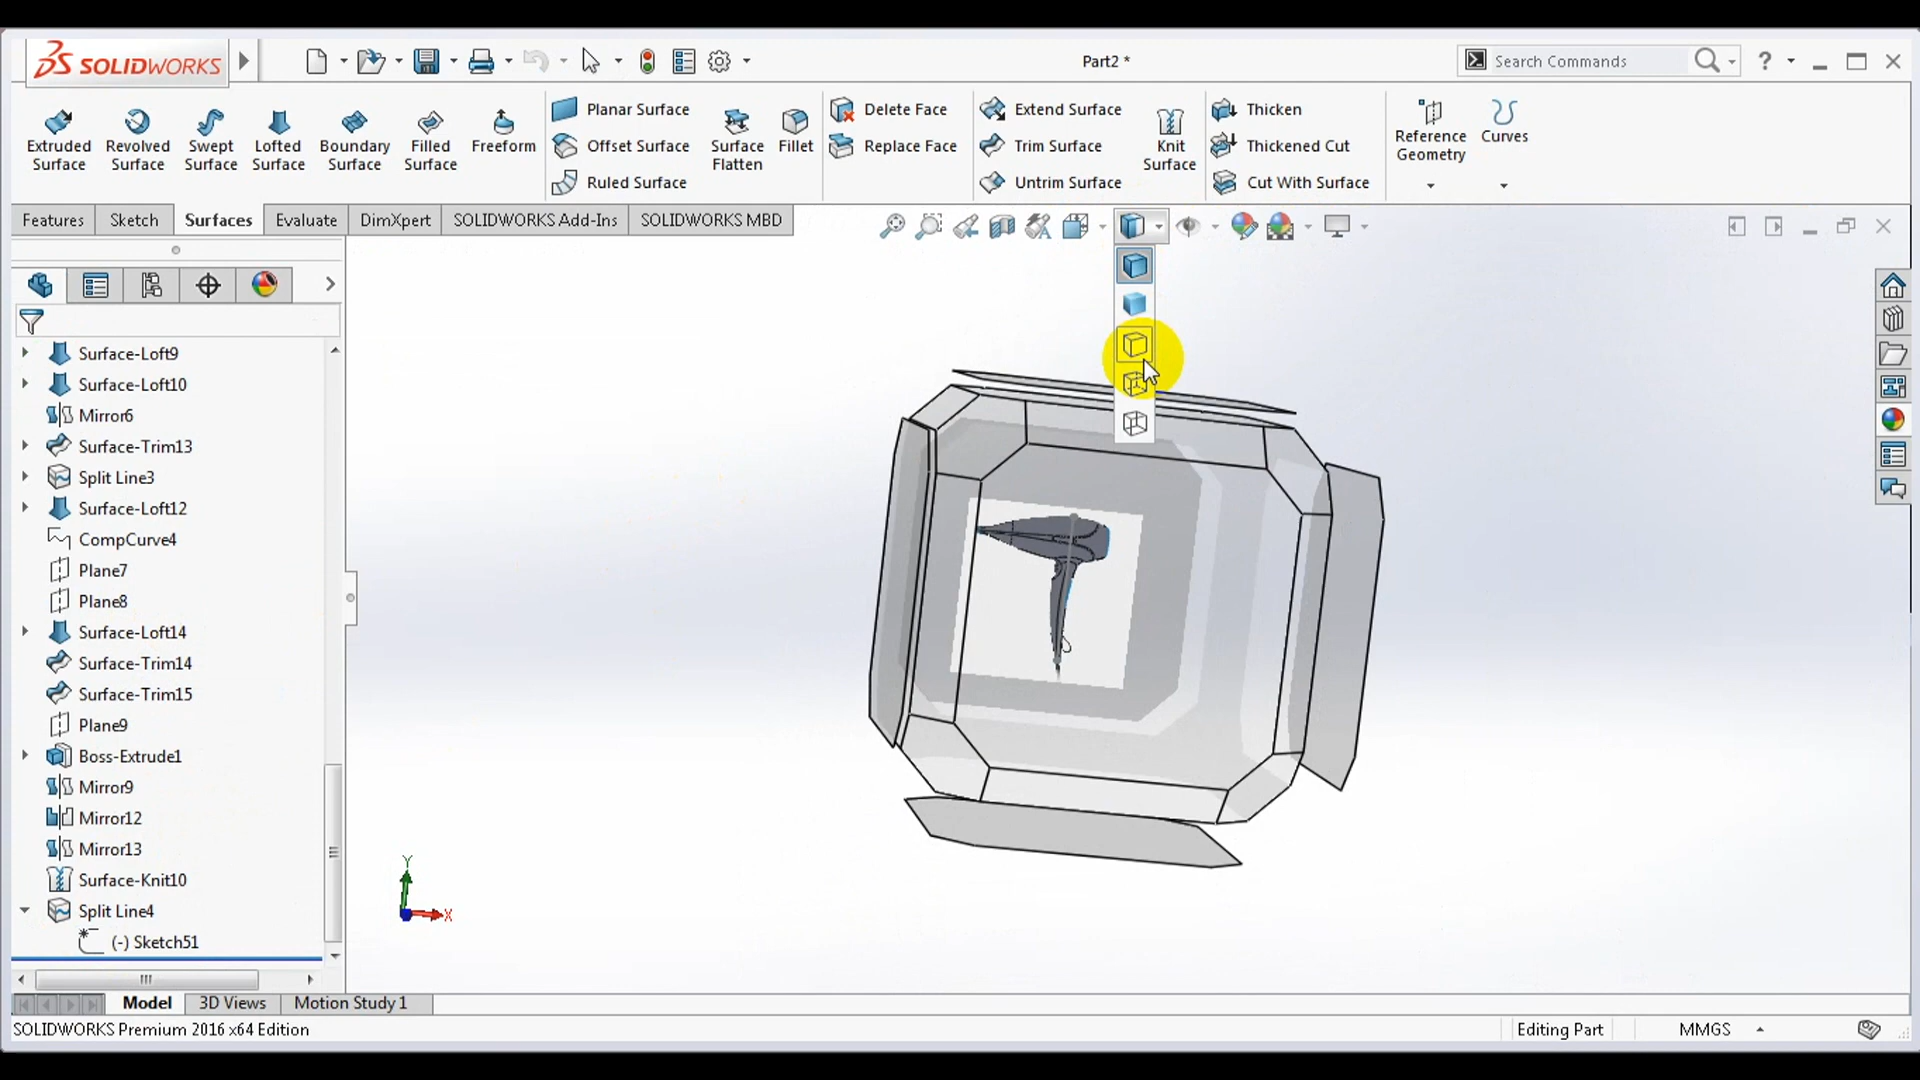 SOLIDWORKS
Part2 *
Search Commands
Extruded Surface
Revolved Surface
Swept Surface
Lofted Surface
Boundary Surface
Filled Surface
Freeform
Planar Surface
Offset Surface
Ruled Surface
Surface Flatten
Fillet
Delete Face
Replace Face
Extend Surface
Trim Surface
Untrim Surface
Knit Surface
Thicken
Thickened Cut
Cut With Surface
Reference Geometry
Curves
Features
Sketch
Surfaces
Evaluate
DimXpert
SOLIDWORKS Add-Ins
SOLIDWORKS MBD
Surface-Loft9
Surface-Loft10
Mirror6
Surface-Trim13
Split Line3
Surface-Loft12
CompCurve4
Plane7
Plane8
Surface-Loft14
Surface-Trim14
Surface-Trim15
Plane9
Boss-Extrude1
Mirror9
Mirror12
Mirror13
Surface-Knit10
Split Line4
(-) Sketch51
Y
X
Model
3D Views
Motion Study 1
SOLIDWORKS Premium 2016 x64 Edition
Editing Part
MMGS